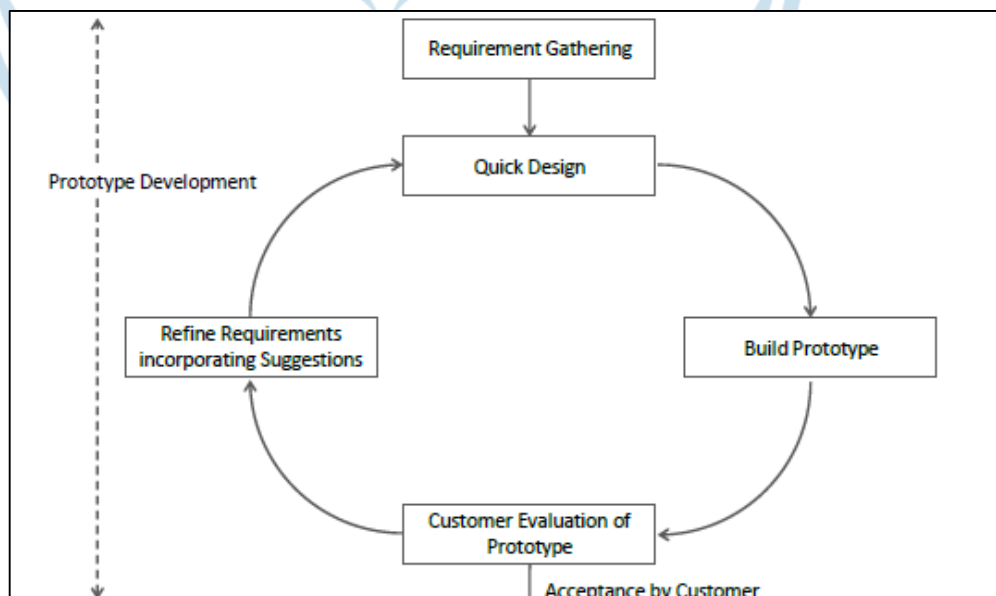 Requirement Gathering
Quick Design
Prototype Development
Refine Requirements
incorporating Suggestions
Build Prototype
Customer Evaluation of
Prototype
Acceptance by Customer